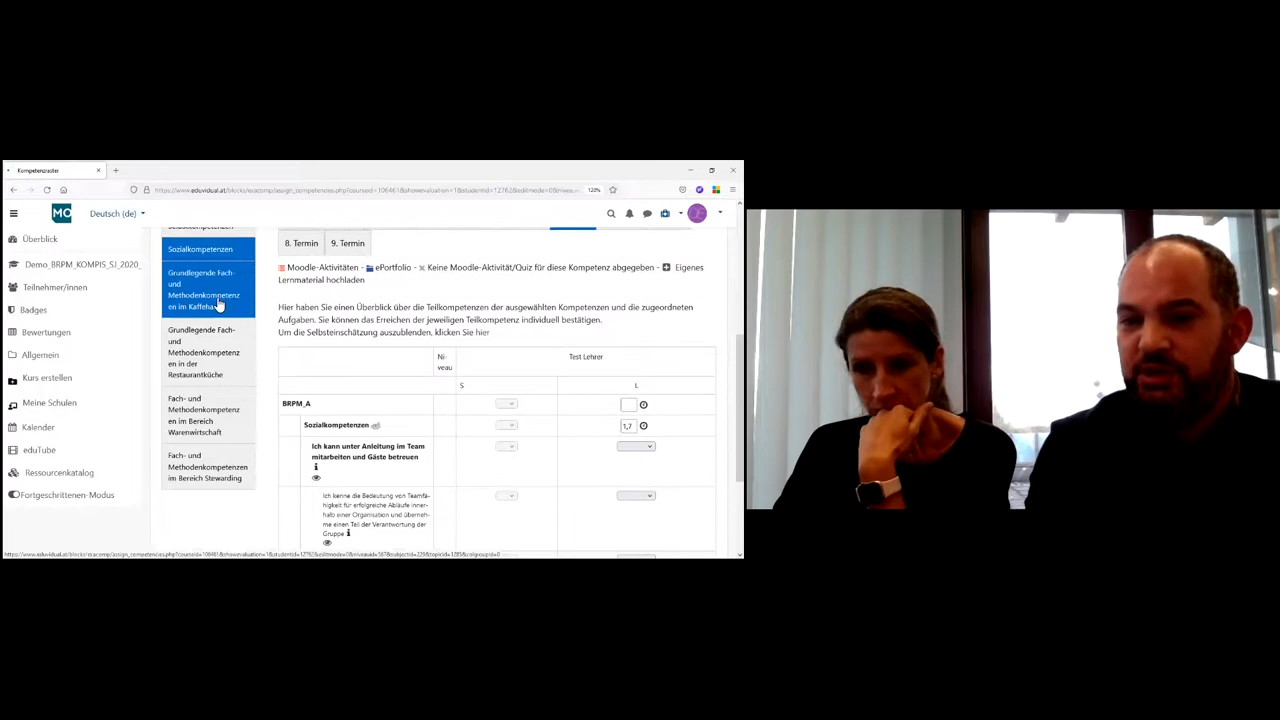 Kompetenzraster
120%
MO
Deutsch (de)
Überblick
Demo_BRPM_KOMPIS_SJ_2020_
Teilnehmer/innen
Badges
Bewertungen
Allgemein
Kurs erstellen
Meine Schulen
Kalender
eduTube
Ressourcenkatalog
Fortgeschrittenen-Modus
Sozialkompetenzen
Grundlegende Fach-
und
Methodenkompetenz
en im Kaffeeha
Grundlegende Fach-
und
Methodenkompetenz
en in der
Restaurantküche
Fach- und
Methodenkompetenz
en im Bereich
Warenwirtschaft
Fach- und
Methodenkompetenzen
im Bereich Stewarding
8. Termin 9. Termin
Moodle-Aktivitäten - ePortfolio - Keine Moodle-Aktivität/Quiz für diese Kompetenz abgegeben - Eigenes
Lernmaterial hochladen
Hier haben Sie einen Überblick über die Teilkompetenzen der ausgewählten Kompetenzen und die zugeordneten
Aufgaben. Sie können das Erreichen der jeweiligen Teilkompetenz individuell bestätigen.
Um die Selbsteinschätzung auszublenden, klicken Sie hier
Ni-
veau
Test Lehrer
S L
BRPM_A
Sozialkompetenzen 1,7
Ich kann unter Anleitung im Team
mitarbeiten und Gäste betreuen
Ich kenne die Bedeutung von Teamfä-
higkeit für erfolgreiche Abläufe inner-
halb einer Organisation und überneh-
me einen Teil der Verantwortung der
Gruppe